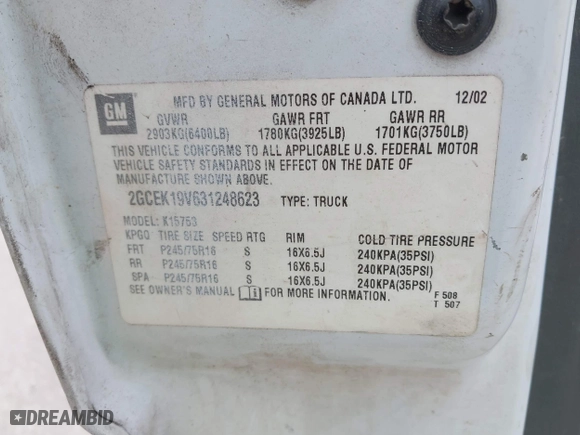 GM
MFD BY GENERAL MOTORS OF CANADA LTD. 12/02
GVWR GAWR FRT GAWR RR
2903KG(6400LB) 1780KG(3925LB) 1701KG(3750LB)
THIS VEHICLE CONFORMS TO ALL APPLICABLE U.S. FEDERAL MOTOR
VEHICLE SAFETY STANDARDS IN EFFECT ON THE DATE OF
MANUFACTURE SHOWN ABOVE.
2GCEK19V631248623 TYPE: TRUCK
MODEL: K15753
KPGO TIRE SIZE SPEED RTG RIM COLD TIRE PRESSURE
FRT P245/75R16 S 16X6.5J 240KPA(35PSI)
RR P245/75R16 S 16X6.5J 240KPA(35PSI)
SPA P245/75R16 S 16X6.5J 240KPA(35PSI)
SEE OWNER'S MANUAL FOR MORE INFORMATION. F 508
T 507
DREAMBID